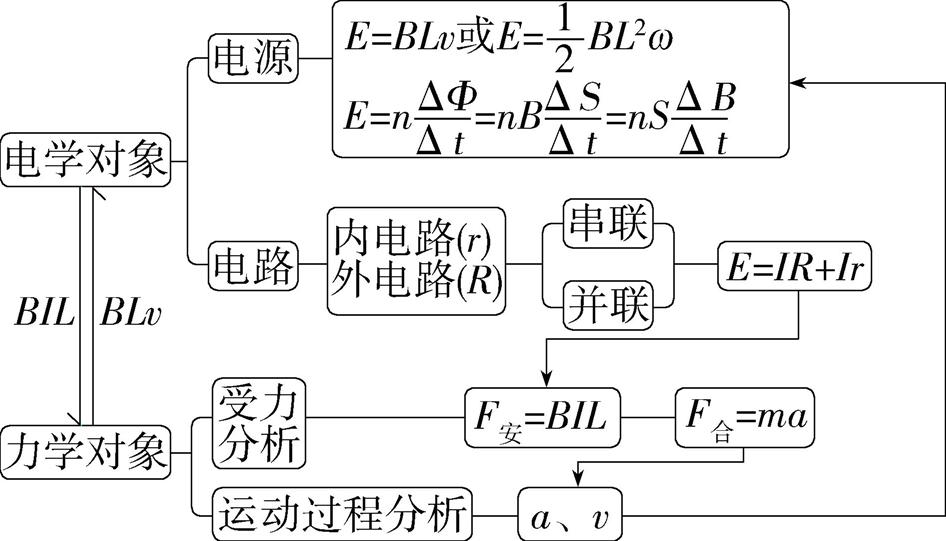 电源
E=BLv或E=1/2 BL²ω
E=nΔΦ/Δt=nBΔS/Δt=nSΔB/Δt
电学对象
电路
内电路(r)
外电路(R)
串联
并联
E=IR+Ir
BIL
BLv
力学对象
受力
分析
F安=BIL
F合=ma
运动过程分析
a、v